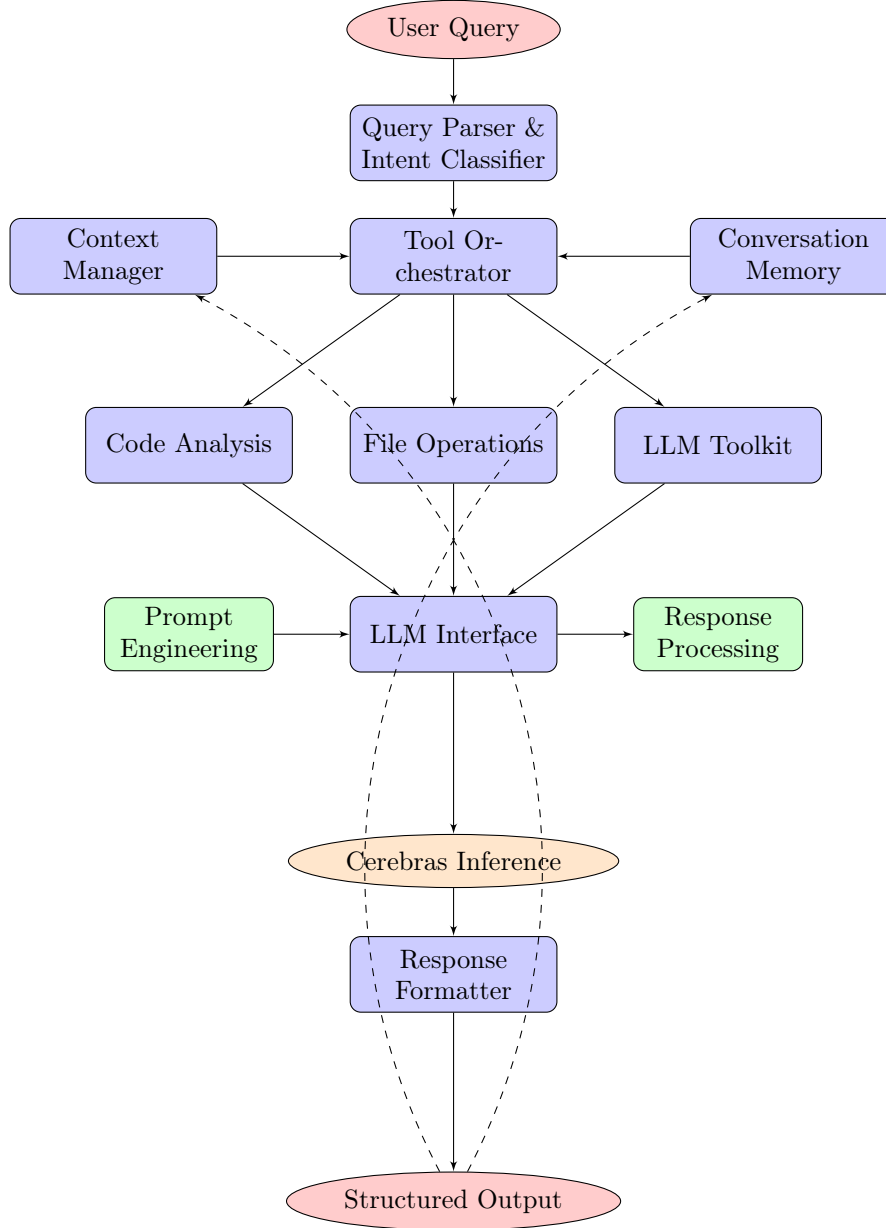 User Query
Query Parser &
Intent Classifier
Context
Manager
Tool Or-
chestrator
Conversation
Memory
Code Analysis
File Operations
LLM Toolkit
Prompt
Engineering
LLM Interface
Response
Processing
Cerebras Inference
Response
Formatter
Structured Output